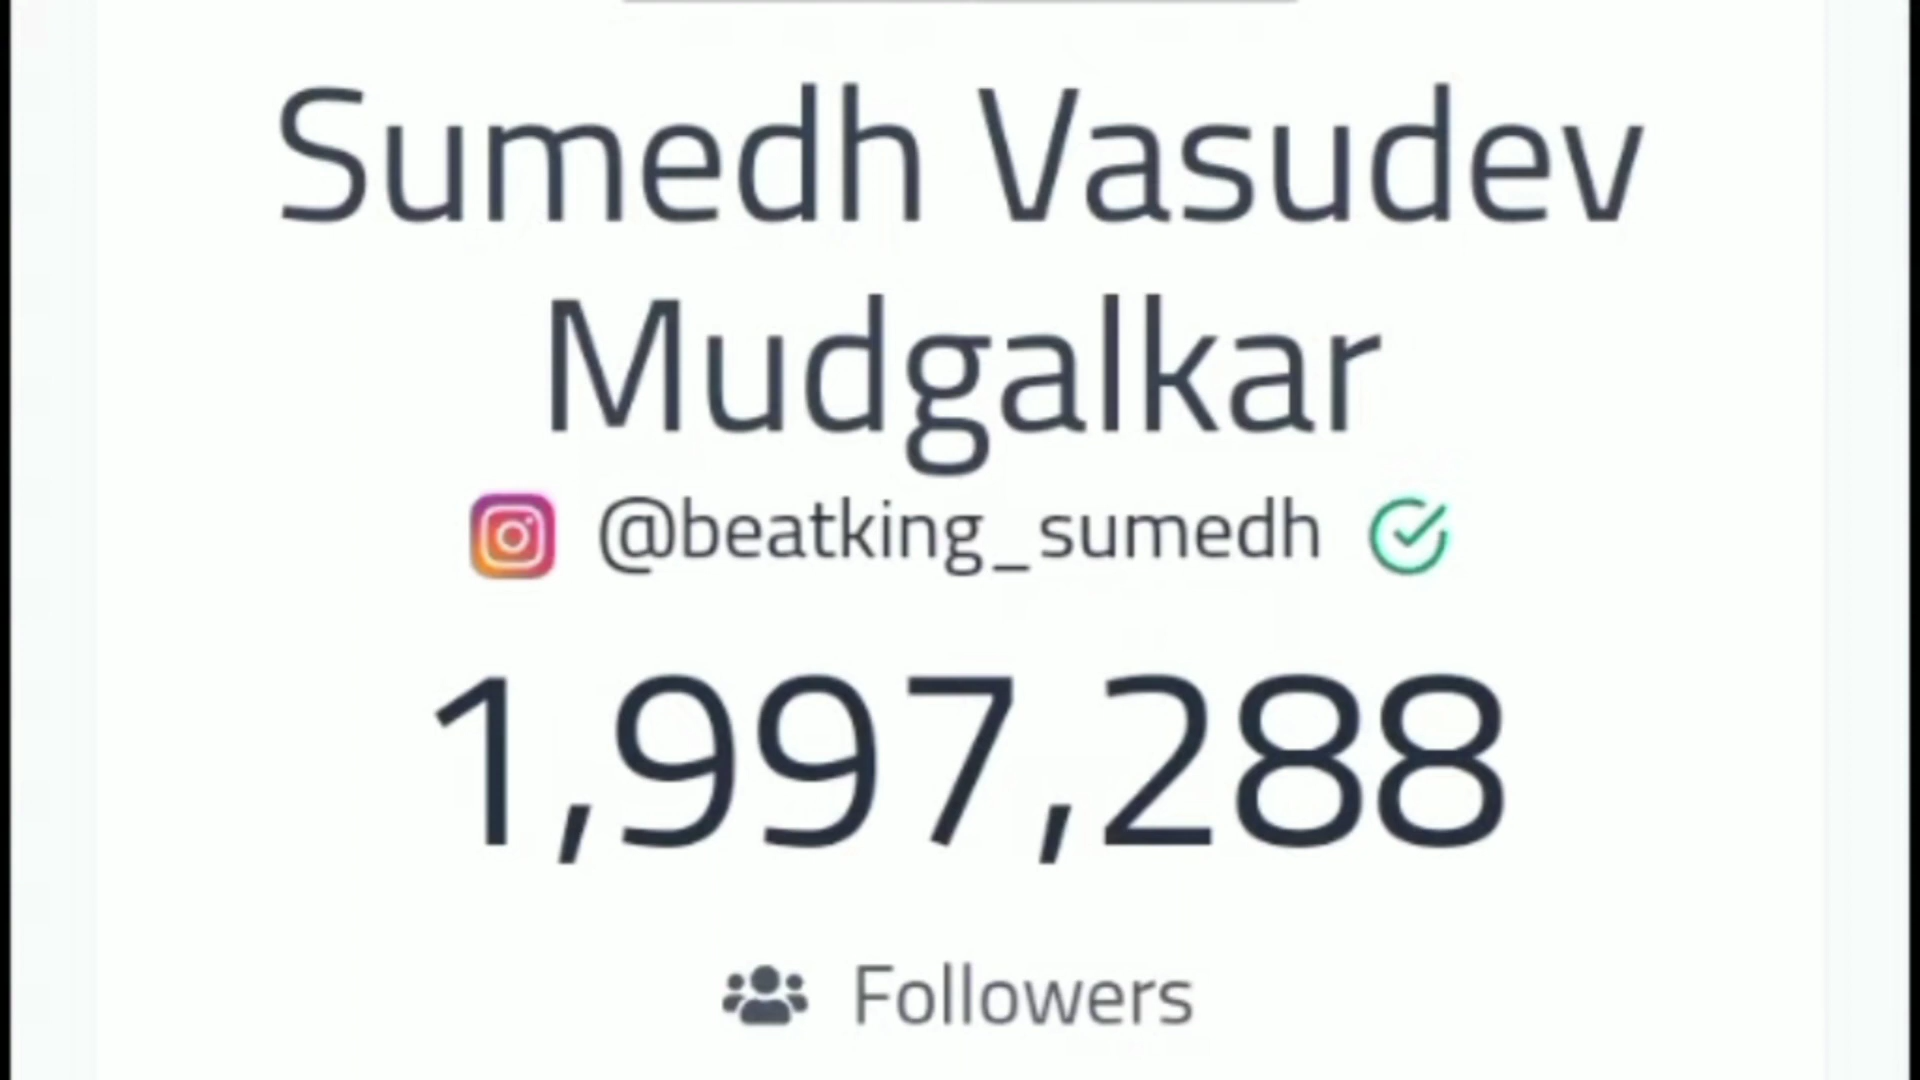 Sumedh Vasudev
Mudgalkar
@beatking_sumedh
1,997,288
Followers